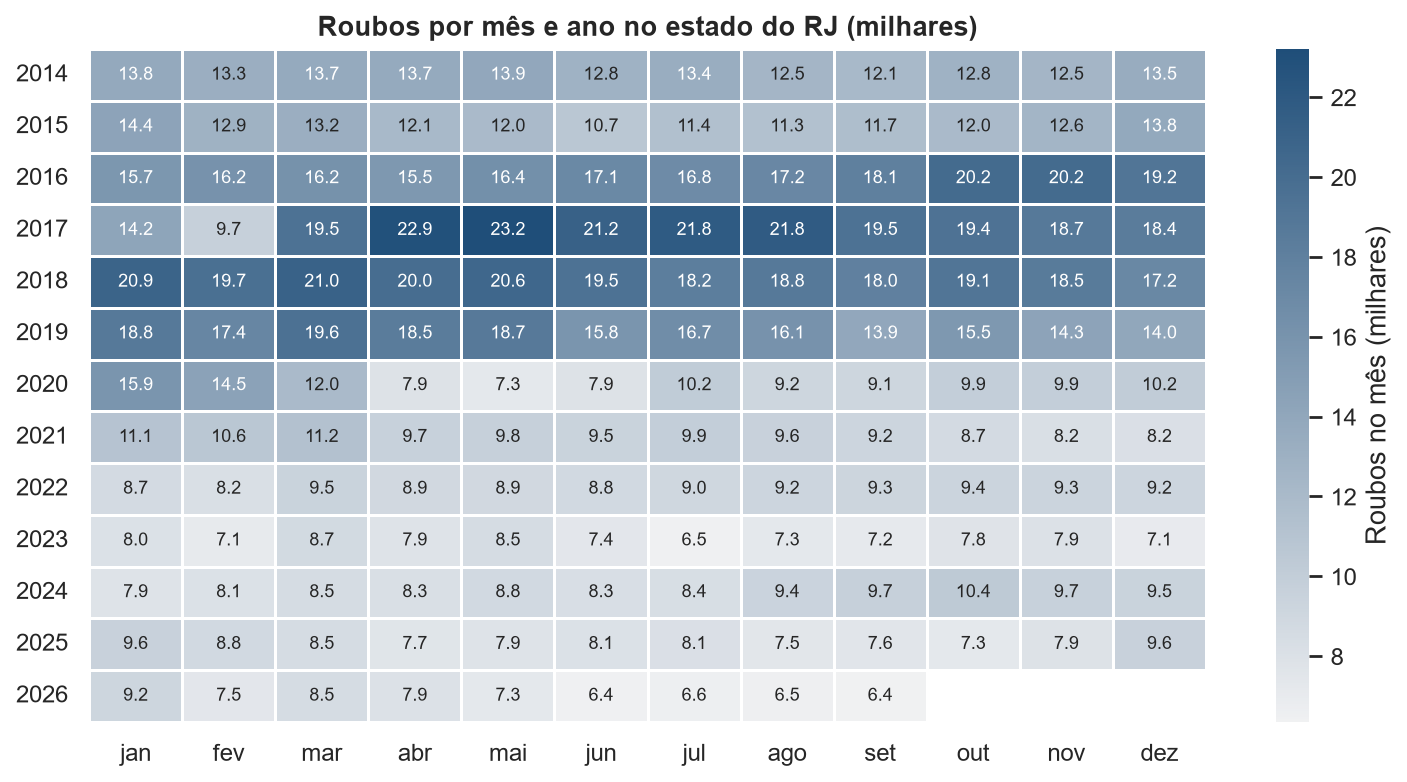 Roubos por mês e ano no estado do RJ (milhares)
2014 13.8 13.3 13.7 13.7 13.9 12.8 13.4 12.5 12.1 12.8 12.5 13.5
2015 14.4 12.9 13.2 12.1 12.0 10.7 11.4 11.3 11.7 12.0 12.6 13.8
2016 15.7 16.2 16.2 15.5 16.4 17.1 16.8 17.2 18.1 20.2 20.2 19.2
2017 14.2 9.7 19.5 22.9 23.2 21.2 21.8 21.8 19.5 19.4 18.7 18.4
2018 20.9 19.7 21.0 20.0 20.6 19.5 18.2 18.8 18.0 19.1 18.5 17.2
2019 18.8 17.4 19.6 18.5 18.7 15.8 16.7 16.1 13.9 15.5 14.3 14.0
2020 15.9 14.5 12.0 7.9 7.3 7.9 10.2 9.2 9.1 9.9 9.9 10.2
2021 11.1 10.6 11.2 9.7 9.8 9.5 9.9 9.6 9.2 8.7 8.2 8.2
2022 8.7 8.2 9.5 8.9 8.9 8.8 9.0 9.2 9.3 9.4 9.3 9.2
2023 8.0 7.1 8.7 7.9 8.5 7.4 6.5 7.3 7.2 7.8 7.9 7.1
2024 7.9 8.1 8.5 8.3 8.8 8.3 8.4 9.4 9.7 10.4 9.7 9.5
2025 9.6 8.8 8.5 7.7 7.9 8.1 8.1 7.5 7.6 7.3 7.9 9.6
2026 9.2 7.5 8.5 7.9 7.3 6.4 6.6 6.5 6.4
jan fev mar abr mai jun jul ago set out nov dez
22
20
18
16
14
12
10
8
Roubos no mês (milhares)